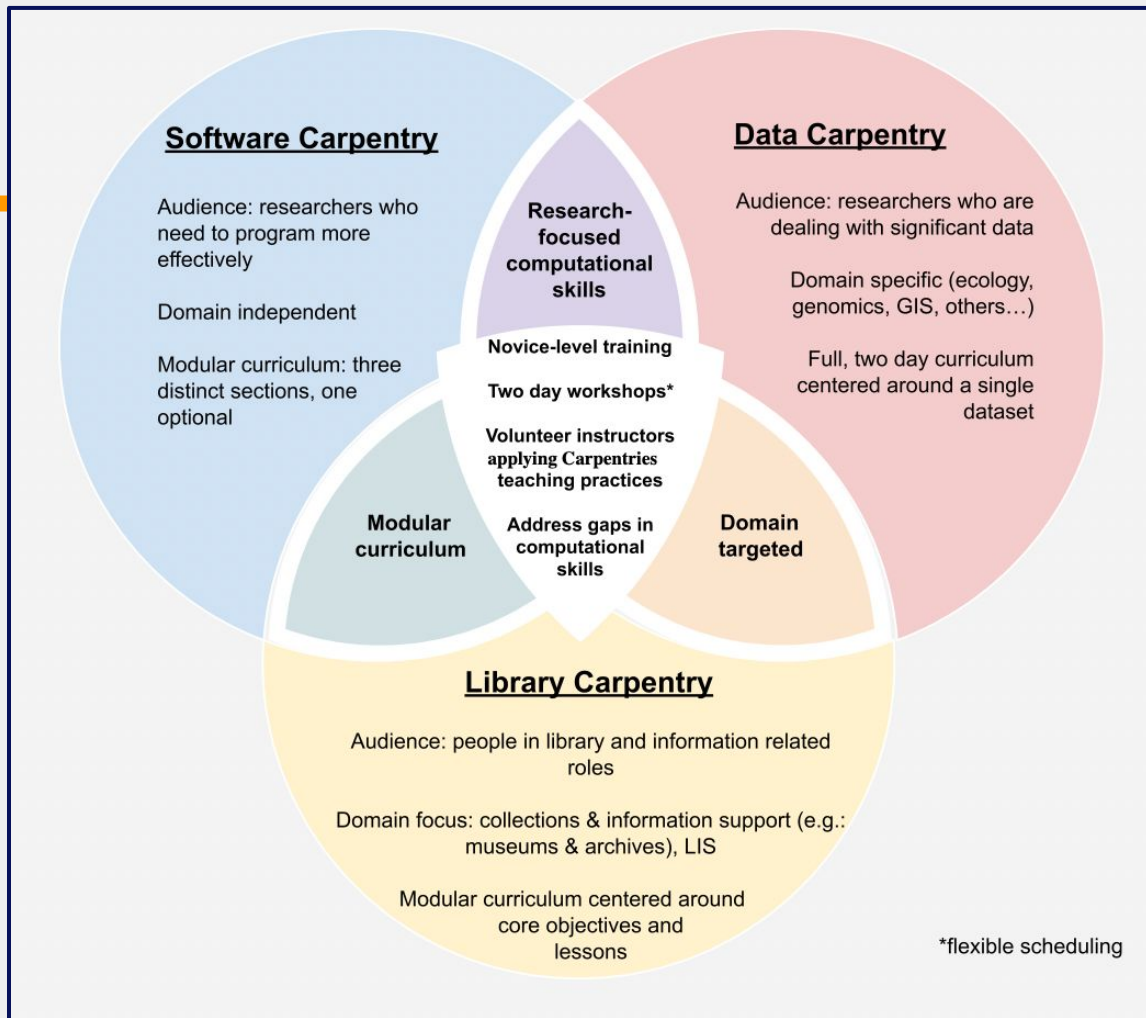 Software Carpentry
Audience: researchers who
need to program more
effectively
Domain independent
Modular curriculum: three
distinct sections, one
optional
Research-
focused
computational
skills
Data Carpentry
Audience: researchers who are
dealing with significant data
Domain specific (ecology,
genomics, GIS, others…)
Full, two day curriculum
centered around a single
dataset
Novice-level training
Two day workshops*
Volunteer instructors
applying Carpentries
teaching practices
Address gaps in
computational
skills
Modular
curriculum
Domain
targeted
Library Carpentry
Audience: people in library and information related
roles
Domain focus: collections & information support (e.g.:
museums & archives), LIS
Modular curriculum centered around
core objectives and
lessons
*flexible scheduling